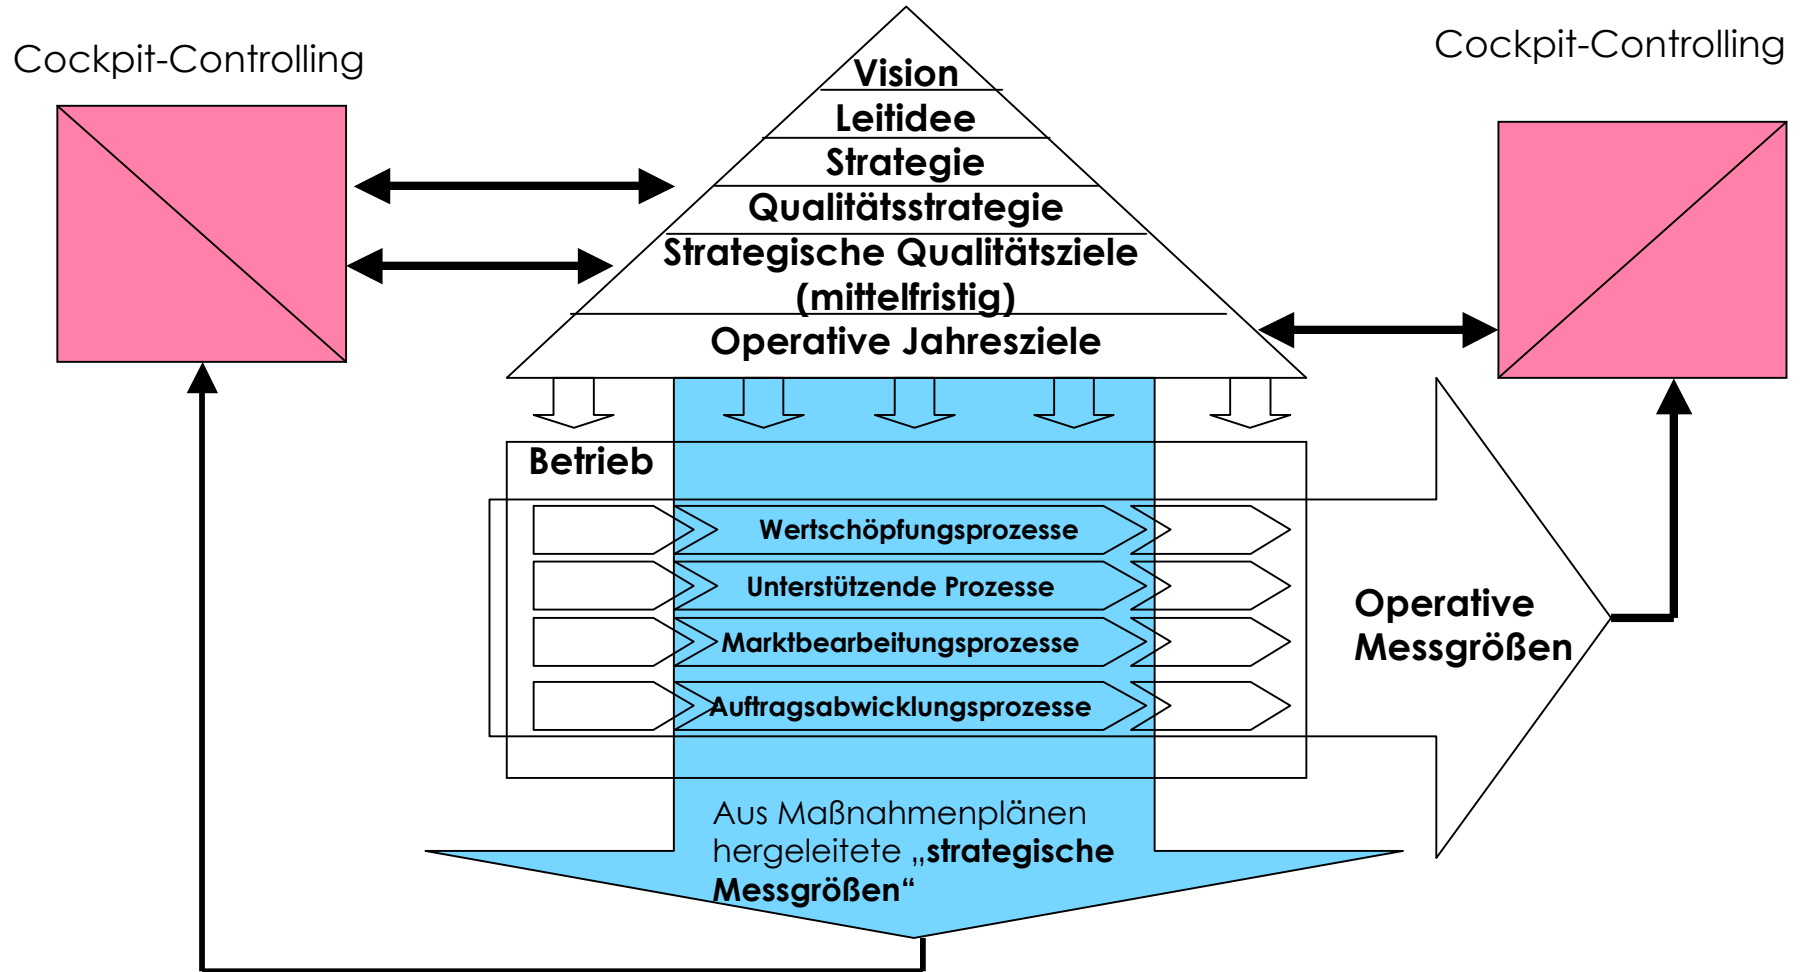 Cockpit-Controlling
Cockpit-Controlling
Vision
Leitidee
Strategie
Qualitätsstrategie
Strategische Qualitätsziele
(mittelfristig)
Operative Jahresziele
Betrieb
Wertschöpfungsprozesse
Unterstützende Prozesse
Marktbearbeitungsprozesse
Auftragsabwicklungsprozesse
Operative
Messgrößen
Aus Maßnahmenplänen
hergeleitete „strategische
Messgrößen“